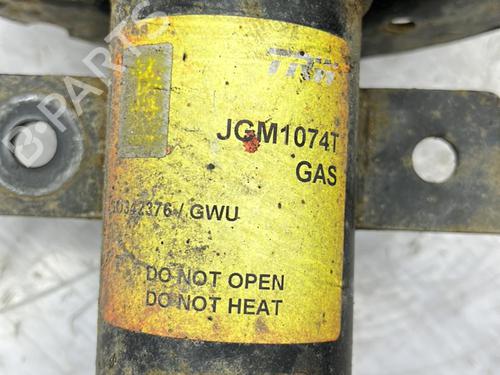 TRW
JGM1074T
GAS
/ GWU
DO NOT OPEN
DO NOT HEAT
B-PARTS